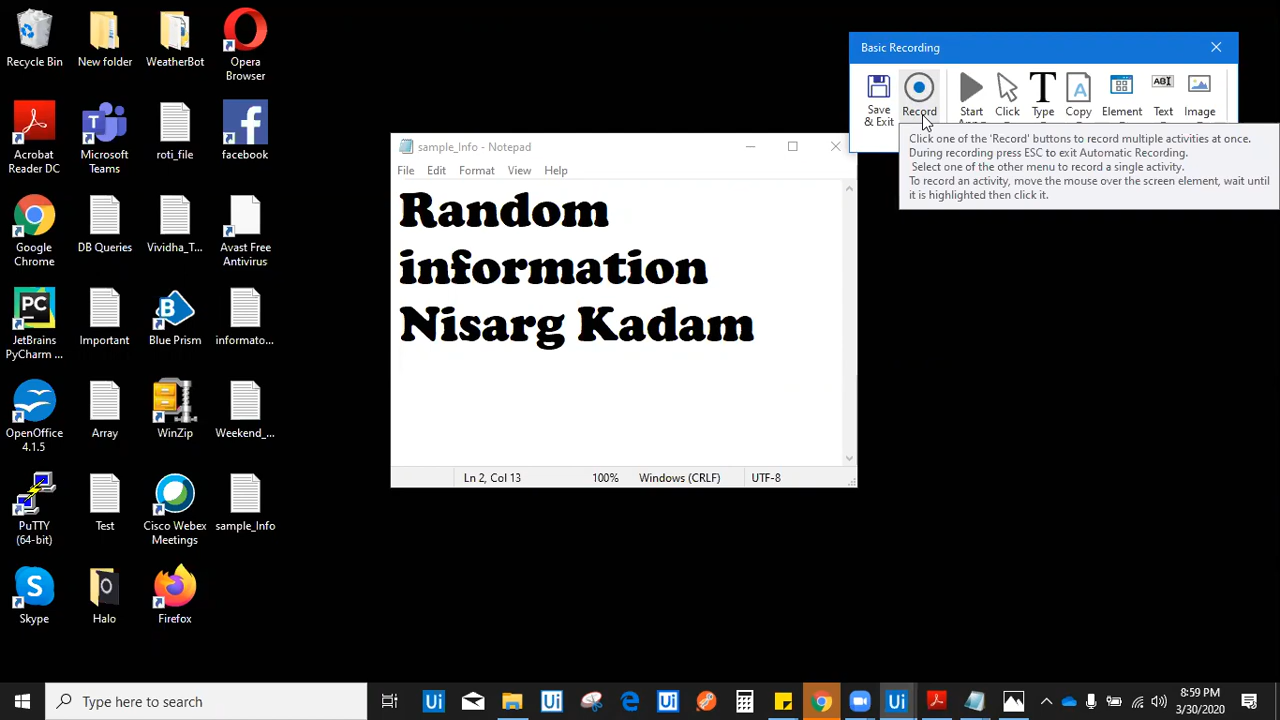 Recycle Bin
New folder
WeatherBot
Opera
Browser
Acrobat
Reader DC
Microsoft
Teams
roti_file
facebook
Google
Chrome
DB Queries
Vividha_T...
Avast Free
Antivirus
JetBrains
PyCharm ...
Important
Blue Prism
informato...
OpenOffice
4.1.5
Array
WinZip
Weekend_...
PuTTY
(64-bit)
Test
Cisco Webex
Meetings
sample_Info
Skype
Halo
Firefox
sample_Info - Notepad
File Edit Format View Help
Random
information
Nisarg Kadam
Ln 2, Col 13 100% Windows (CRLF) UTF-8
Basic Recording
Save
& Exit
Record
Start
Click
Type
Copy
Element
Text
Image
Click one of the 'Record' buttons to record multiple activities at once.
During recording press ESC to exit Automatic Recording.
Select one of the other menu to record a single activity.
To record an activity, move the mouse over the screen element, wait until
it is highlighted then click it.
Type here to search
8:59 PM
3/30/2020